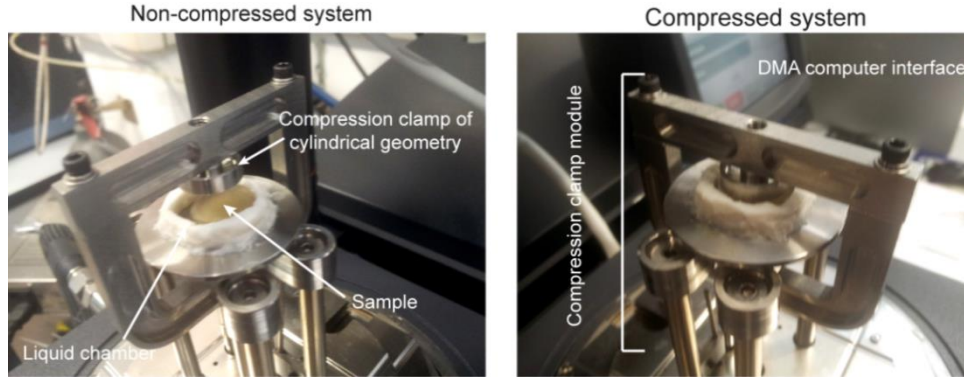 Non-compressed system
Compression clamp of
cylindrical geometry
Sample
Liquid chamber
Compressed system
DMA computer interface
Compression clamp module